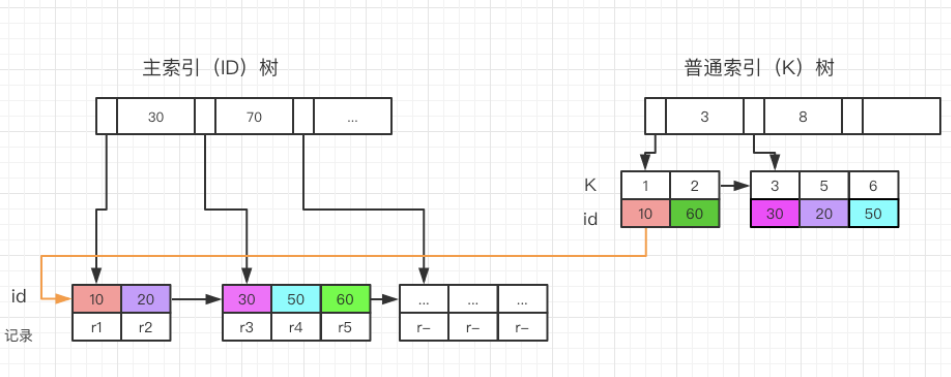 主索引（ID）树
30 70 ...
id 10 20 30 50 60 ... ... ...
记录 r1 r2 r3 r4 r5 r- r- r-
普通索引（K）树
3 8
K 1 2 3 5 6
id 10 60 30 20 50